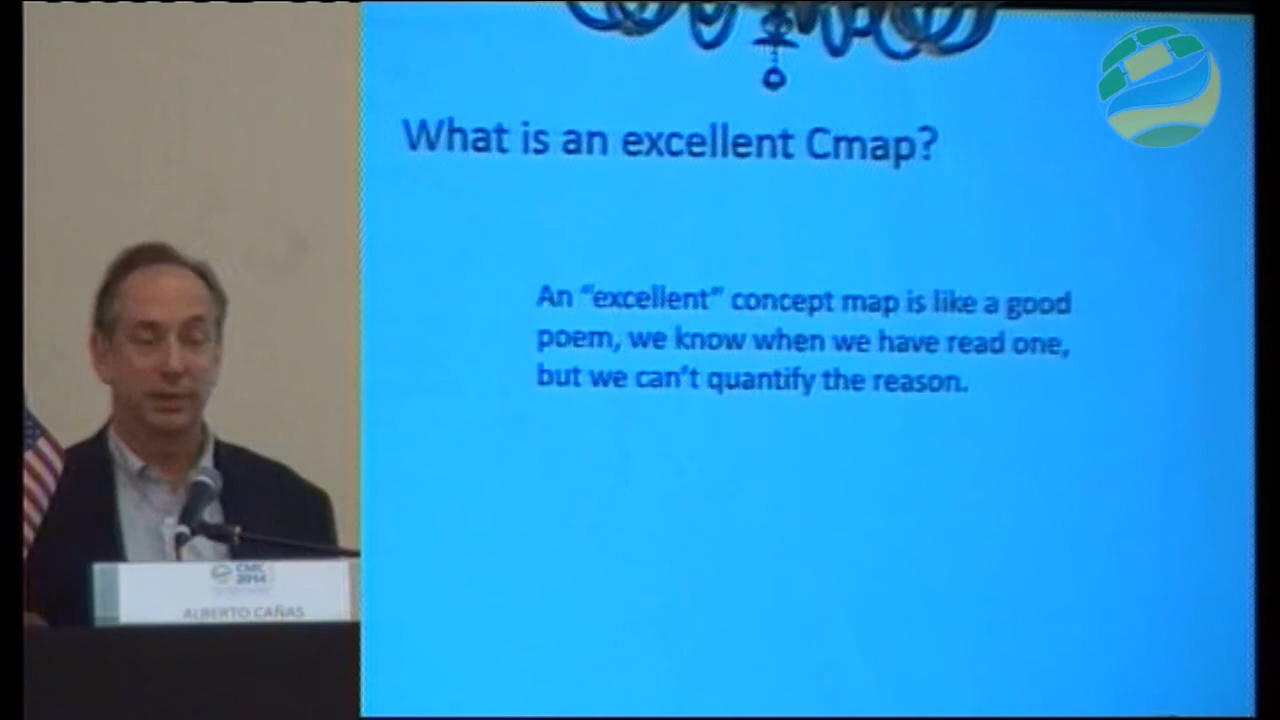 What is an excellent Cmap?
An “excellent” concept map is like a good
poem, we know when we have read one,
but we can’t quantify the reason.
CMC
2014
ALBERTO CAÑAS